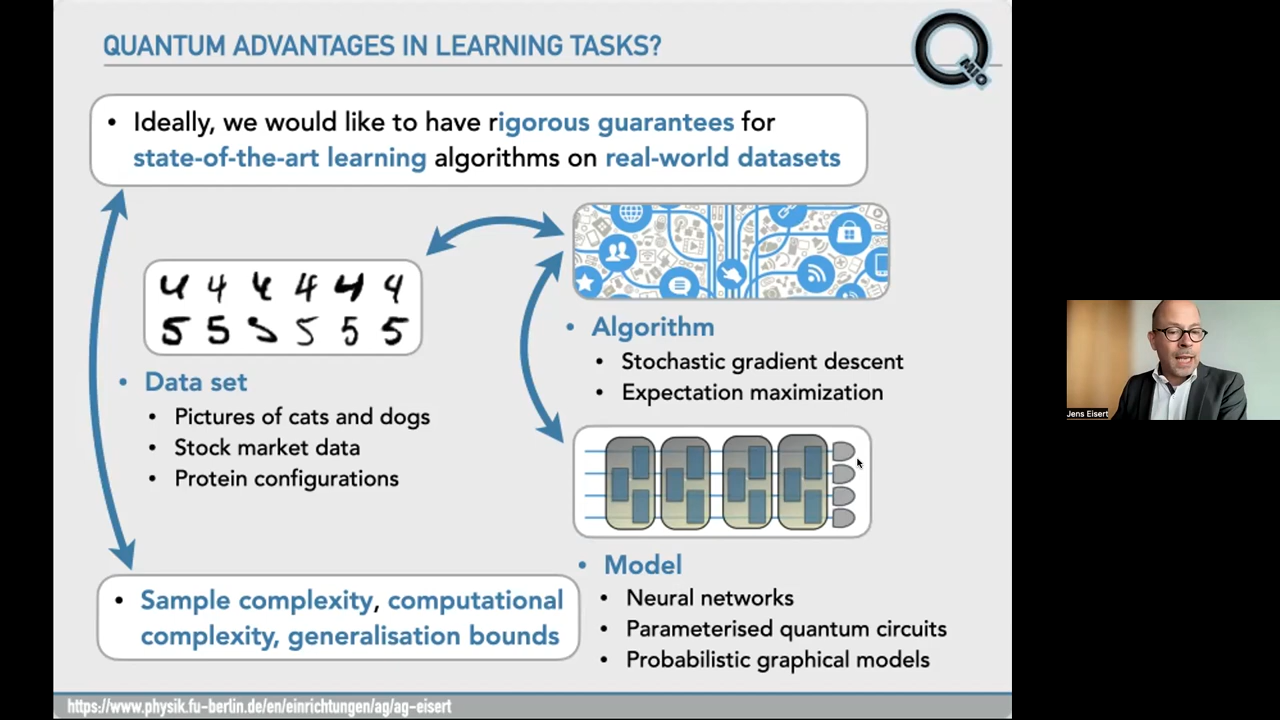 QUANTUM ADVANTAGES IN LEARNING TASKS?
Q
MIO
• Ideally, we would like to have rigorous guarantees for
state-of-the-art learning algorithms on real-world datasets
4 4 4 4 4 4
5 5 5 5 5 5
• Data set
• Pictures of cats and dogs
• Stock market data
• Protein configurations
• Algorithm
• Stochastic gradient descent
• Expectation maximization
• Model
• Neural networks
• Parameterised quantum circuits
• Probabilistic graphical models
• Sample complexity, computational
complexity, generalisation bounds
https://www.physik.fu-berlin.de/en/einrichtungen/ag/ag-eisert
Jens Eisert